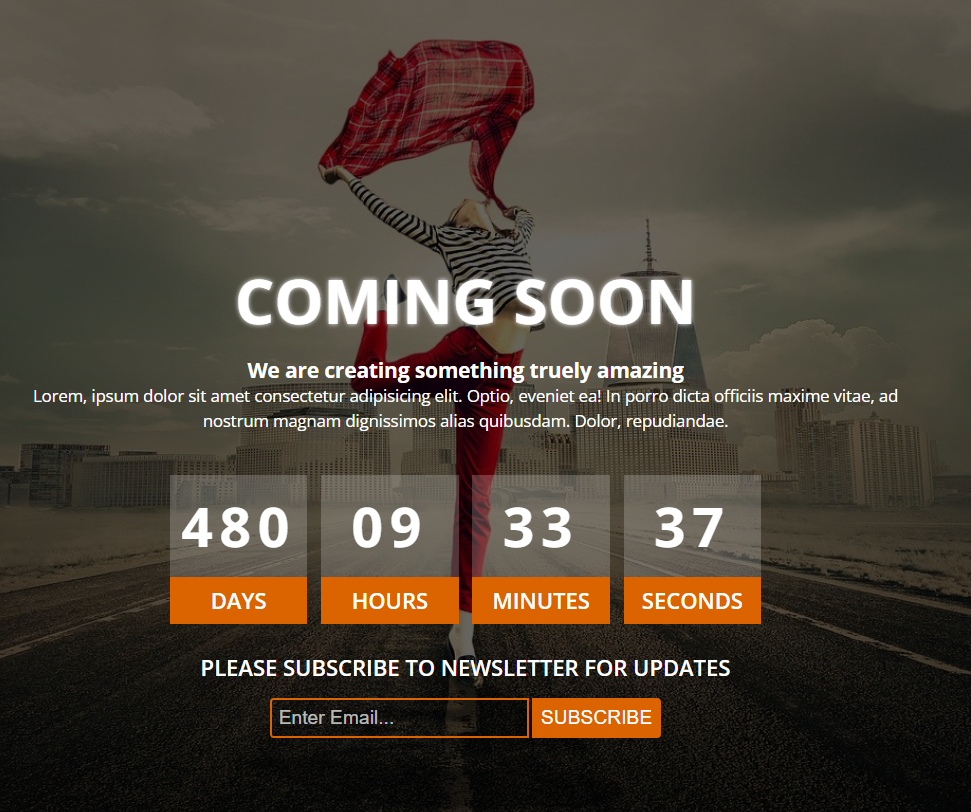 COMING SOON
We are creating something truely amazing
Lorem, ipsum dolor sit amet consectetur adipisicing elit. Optio, eveniet ea! In porro dicta officiis maxime vitae, ad
nostrum magnam dignissimos alias quibusdam. Dolor, repudiandae.
480 09 33 37
DAYS HOURS MINUTES SECONDS
PLEASE SUBSCRIBE TO NEWSLETTER FOR UPDATES
Enter Email... SUBSCRIBE